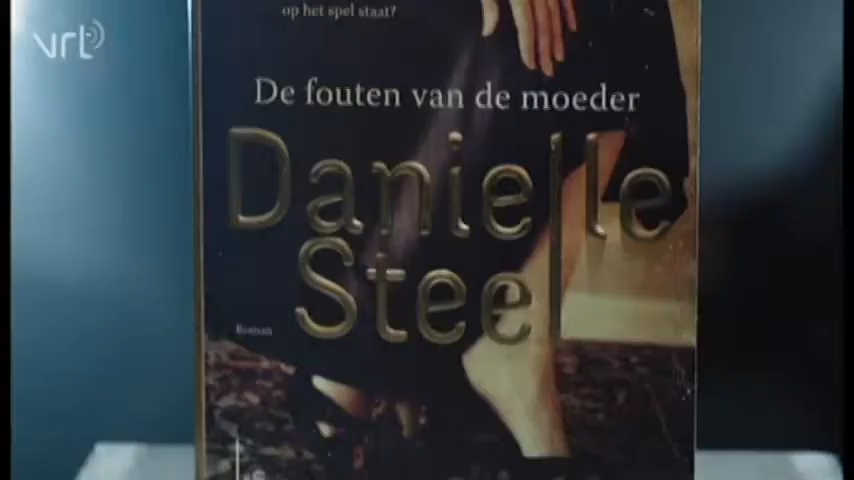 vrt
op het spel staat?
De fouten van de moeder
Danielle
Steel
Roman